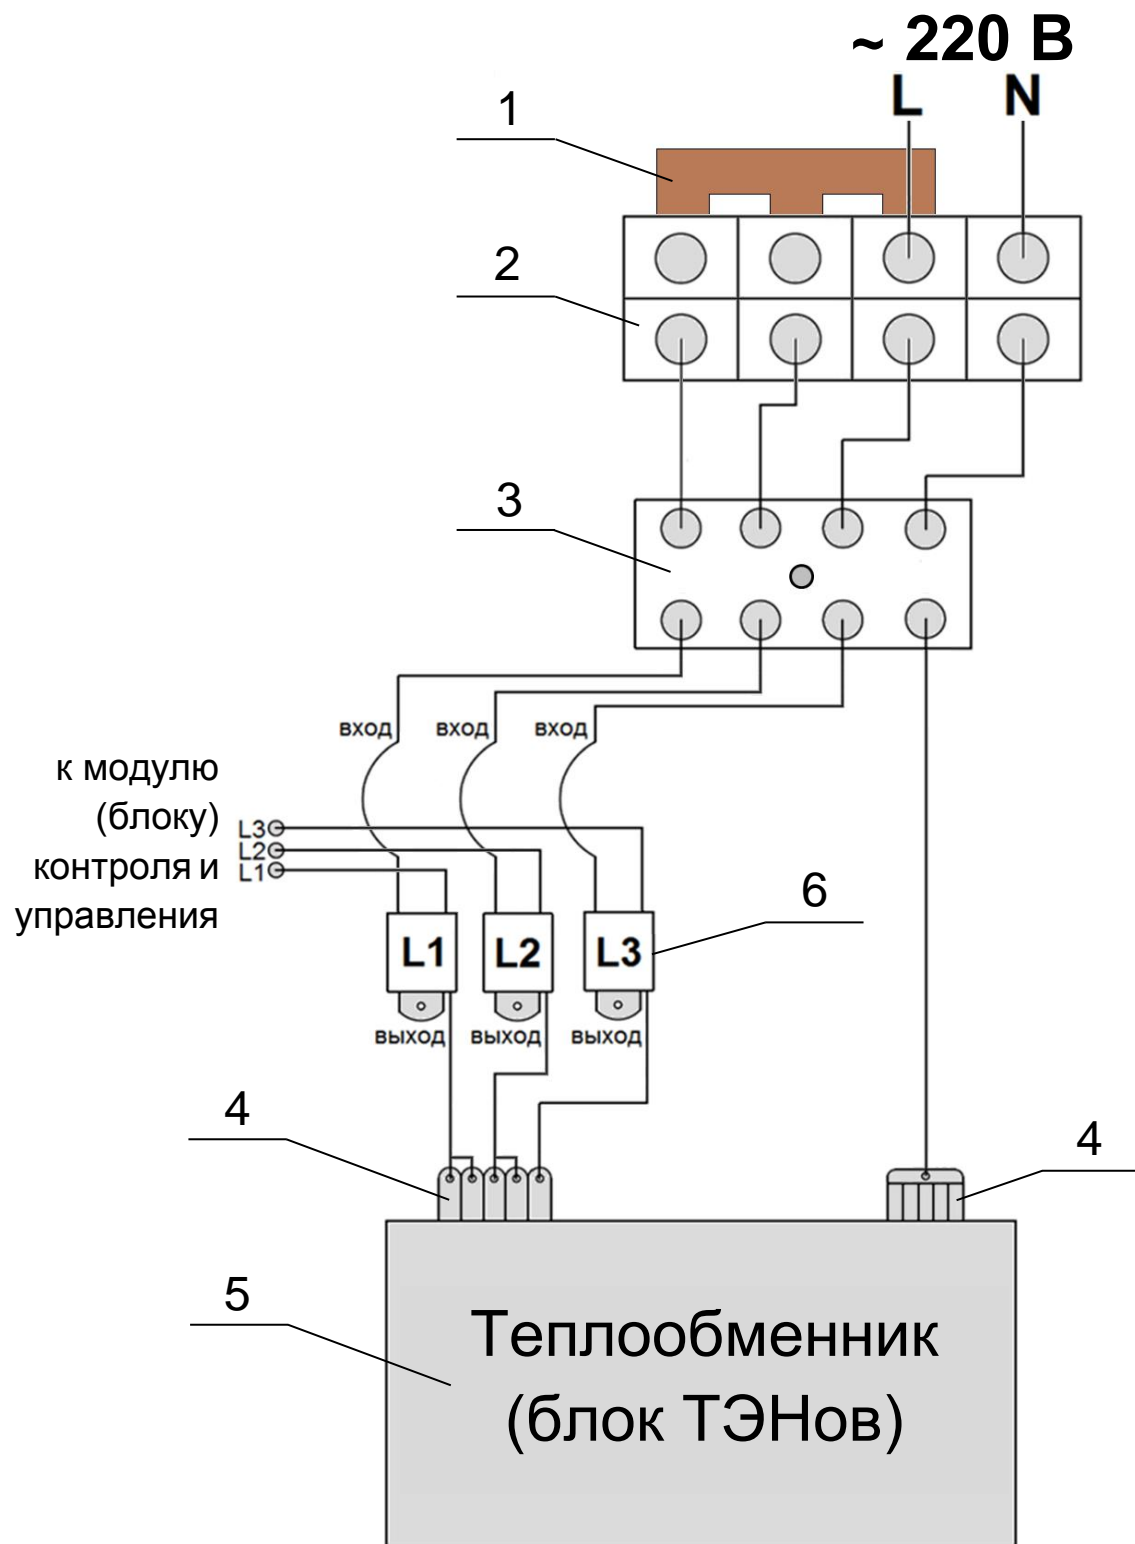 ~ 220 В
L N
1
2
3
вход вход вход
к модулю
(блоку)
контроля и
управления
L3
L2
L1
6
L1 L2 L3
выход выход выход
4
4
5
Теплообменник
(блок ТЭНов)